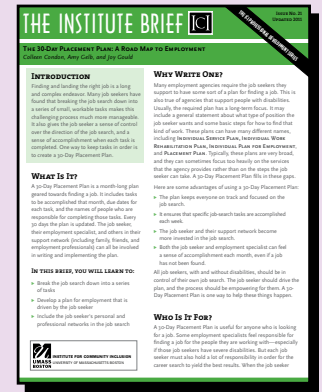 THE INSTITUTE BRIEF ICI
ISSUE NO. 25
UPDATED 2012
THE ICI PROFESSIONAL DEVELOPMENT SERIES
THE 30-DAY PLACEMENT PLAN: A ROAD MAP TO EMPLOYMENT
Colleen Condon, Amy Gelb, and Joy Gould
INTRODUCTION
Finding and landing the right job is a long
and complex endeavor. Many job seekers have
found that breaking the job search down into
a series of small, workable tasks makes this
challenging process much more manageable.
It also gives the job seeker a sense of control
over the direction of the job search, and a
sense of accomplishment when each task is
completed. One way to keep tasks in order is
to create a 30-Day Placement Plan.
WHAT IS IT?
A 30-Day Placement Plan is a month-long plan
geared towards finding a job. It includes tasks
to be accomplished that month, due dates for
each task, and the names of people who are
responsible for completing those tasks. Every
30 days the plan is updated. The job seeker,
their employment specialist, and others in their
support network (including family, friends, and
employment professionals) can all be involved
in writing and implementing the plan.
IN THIS BRIEF, YOU WILL LEARN TO:
► Break the job search down into a series
of tasks
► Develop a plan for employment that is
driven by the job seeker
► Include the job seeker's personal and
professional networks in the job search
UMASS
BOSTON
INSTITUTE FOR COMMUNITY INCLUSION
UNIVERSITY OF MASSACHUSETTS BOSTON
WHY WRITE ONE?
Many employment agencies require the job seekers they
support to have some sort of a plan for finding a job. This is
also true of agencies that support people with disabilities.
Usually, the required plan has a long-term focus. It may
include a general statement about what type of position the
job seeker wants and some basic steps for how to find that
kind of work. These plans can have many different names,
including INDIVIDUAL SERVICE PLAN, INDIVIDUAL WORK
REHABILITATION PLAN, INDIVIDUAL PLAN FOR EMPLOYMENT,
and PLACEMENT PLAN. Typically, these plans are very broad,
and they can sometimes focus too heavily on the services
that the agency provides rather than on the steps the job
seeker can take. A 30-Day Placement Plan fills in these gaps.
Here are some advantages of using a 30-Day Placement Plan:
► The plan keeps everyone on track and focused on the
job search.
► It ensures that specific job-search tasks are accomplished
each week.
► The job seeker and their support network become
more invested in the job search.
► Both the job seeker and employment specialist can feel
a sense of accomplishment each month, even if a job
has not been found.
All job seekers, with and without disabilities, should be in
control of their own job search. The job seeker should drive the
plan, and the process should be empowering for them. A 30-
Day Placement Plan is one way to help these things happen.
WHO IS IT FOR?
A 30-Day Placement Plan is useful for anyone who is looking
for a job. Some employment specialists feel responsible for
finding a job for the people they are working with—especially
if those job seekers have severe disabilities. But each job
seeker must also hold a lot of responsibility in order for the
career search to yield the best results. When the job seeker